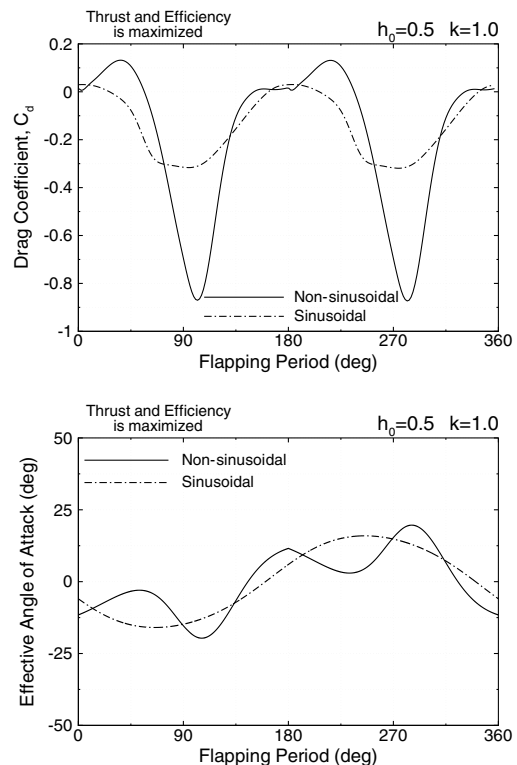 Thrust and Efficiency
is maximized
h0=0.5 k=1.0
0.2
0
-0.2
-0.4
-0.6
-0.8
-1
Drag Coefficient, Cd
Non-sinusoidal
Sinusoidal
0 90 180 270 360
Flapping Period (deg)
Thrust and Efficiency
is maximized
h0=0.5 k=1.0
50
25
0
-25
-50
Effective Angle of Attack (deg)
Non-sinusoidal
Sinusoidal
0 90 180 270 360
Flapping Period (deg)